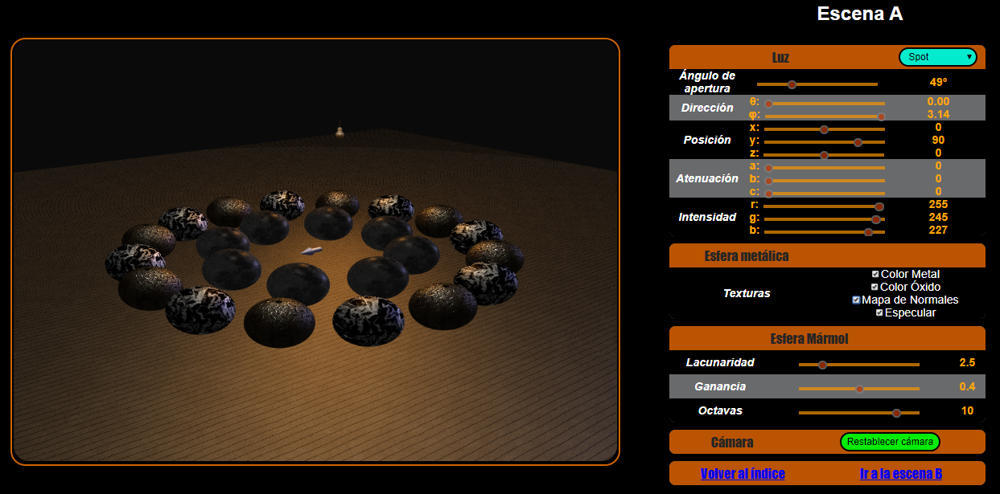 Escena A
Luz Spot
Ángulo de apertura 49º
Dirección θ: 0.00
φ: 3.14
Posición x: 0
y: 90
z: 0
Atenuación a: 0
b: 0
c: 0
Intensidad r: 255
g: 245
b: 227
Esfera metálica
Texturas
Color Metal
Color Óxido
Mapa de Normales
Especular
Esfera Mármol
Lacunaridad 2.5
Ganancia 0.4
Octavas 10
Cámara Restablecer cámara
Volver al índice Ir a la escena B